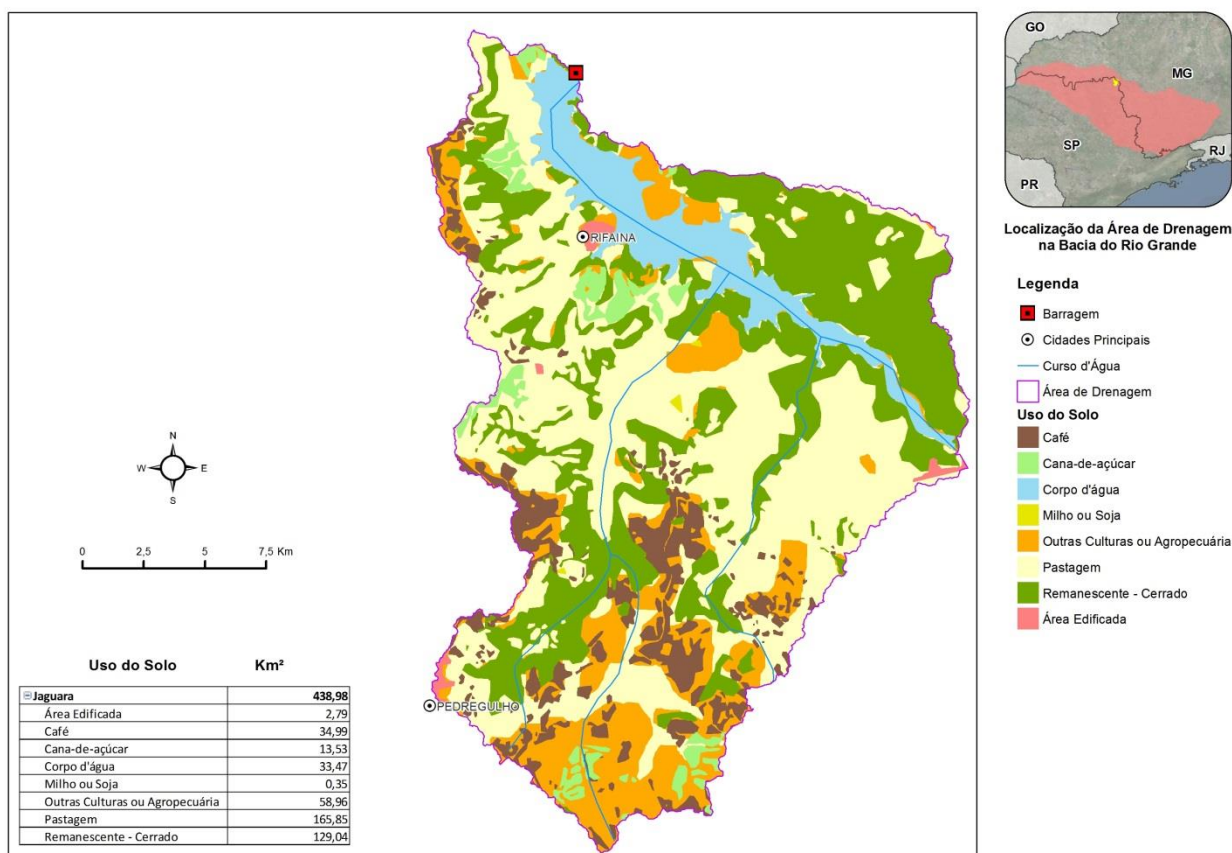 GO
MG
SP
RJ
PR
Localização da Área de Drenagem
na Bacia do Rio Grande
Legenda
Barragem
Cidades Principais
Curso d'Água
Área de Drenagem
Uso do Solo
Café
Cana-de-açúcar
Corpo d'água
Milho ou Soja
Outras Culturas ou Agropecuária
Pastagem
Remanescente - Cerrado
Área Edificada
RIFAINA
PEDREGULHO
N
W E
S
0 2,5 5 7,5 Km
Uso do Solo Km²
Jaguara 438,98
Área Edificada 2,79
Café 34,99
Cana-de-açúcar 13,53
Corpo d'água 33,47
Milho ou Soja 0,35
Outras Culturas ou Agropecuária 58,96
Pastagem 165,85
Remanescente - Cerrado 129,04